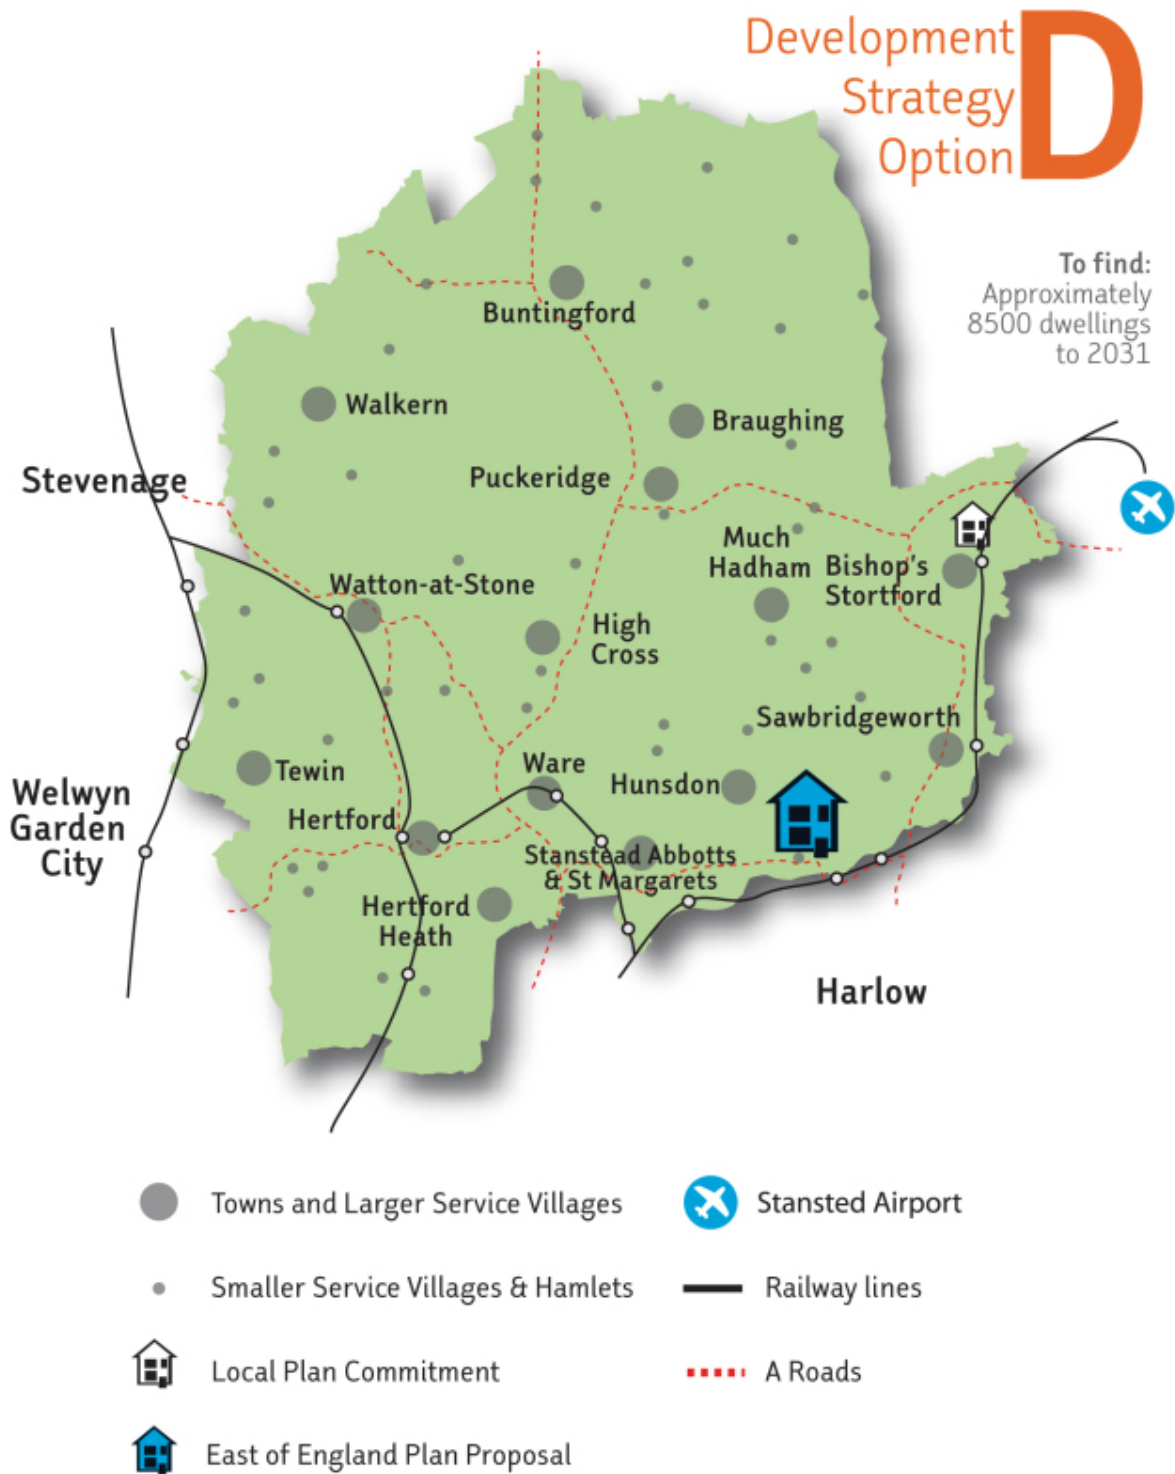 Development
Strategy
Option
D
To find:
Approximately
8500 dwellings
to 2031
Buntingford
Walkern
Braughing
Stevenage
Puckeridge
Much
Hadham
Bishop's
Stortford
Watton-at-Stone
High
Cross
Sawbridgeworth
Ware
Tewin
Hunsdon
Welwyn
Garden
City
Hertford
Stanstead Abbotts
& St Margarets
Hertford
Heath
Harlow
Towns and Larger Service Villages
Stansted Airport
Smaller Service Villages & Hamlets
Railway lines
Local Plan Commitment
A Roads
East of England Plan Proposal